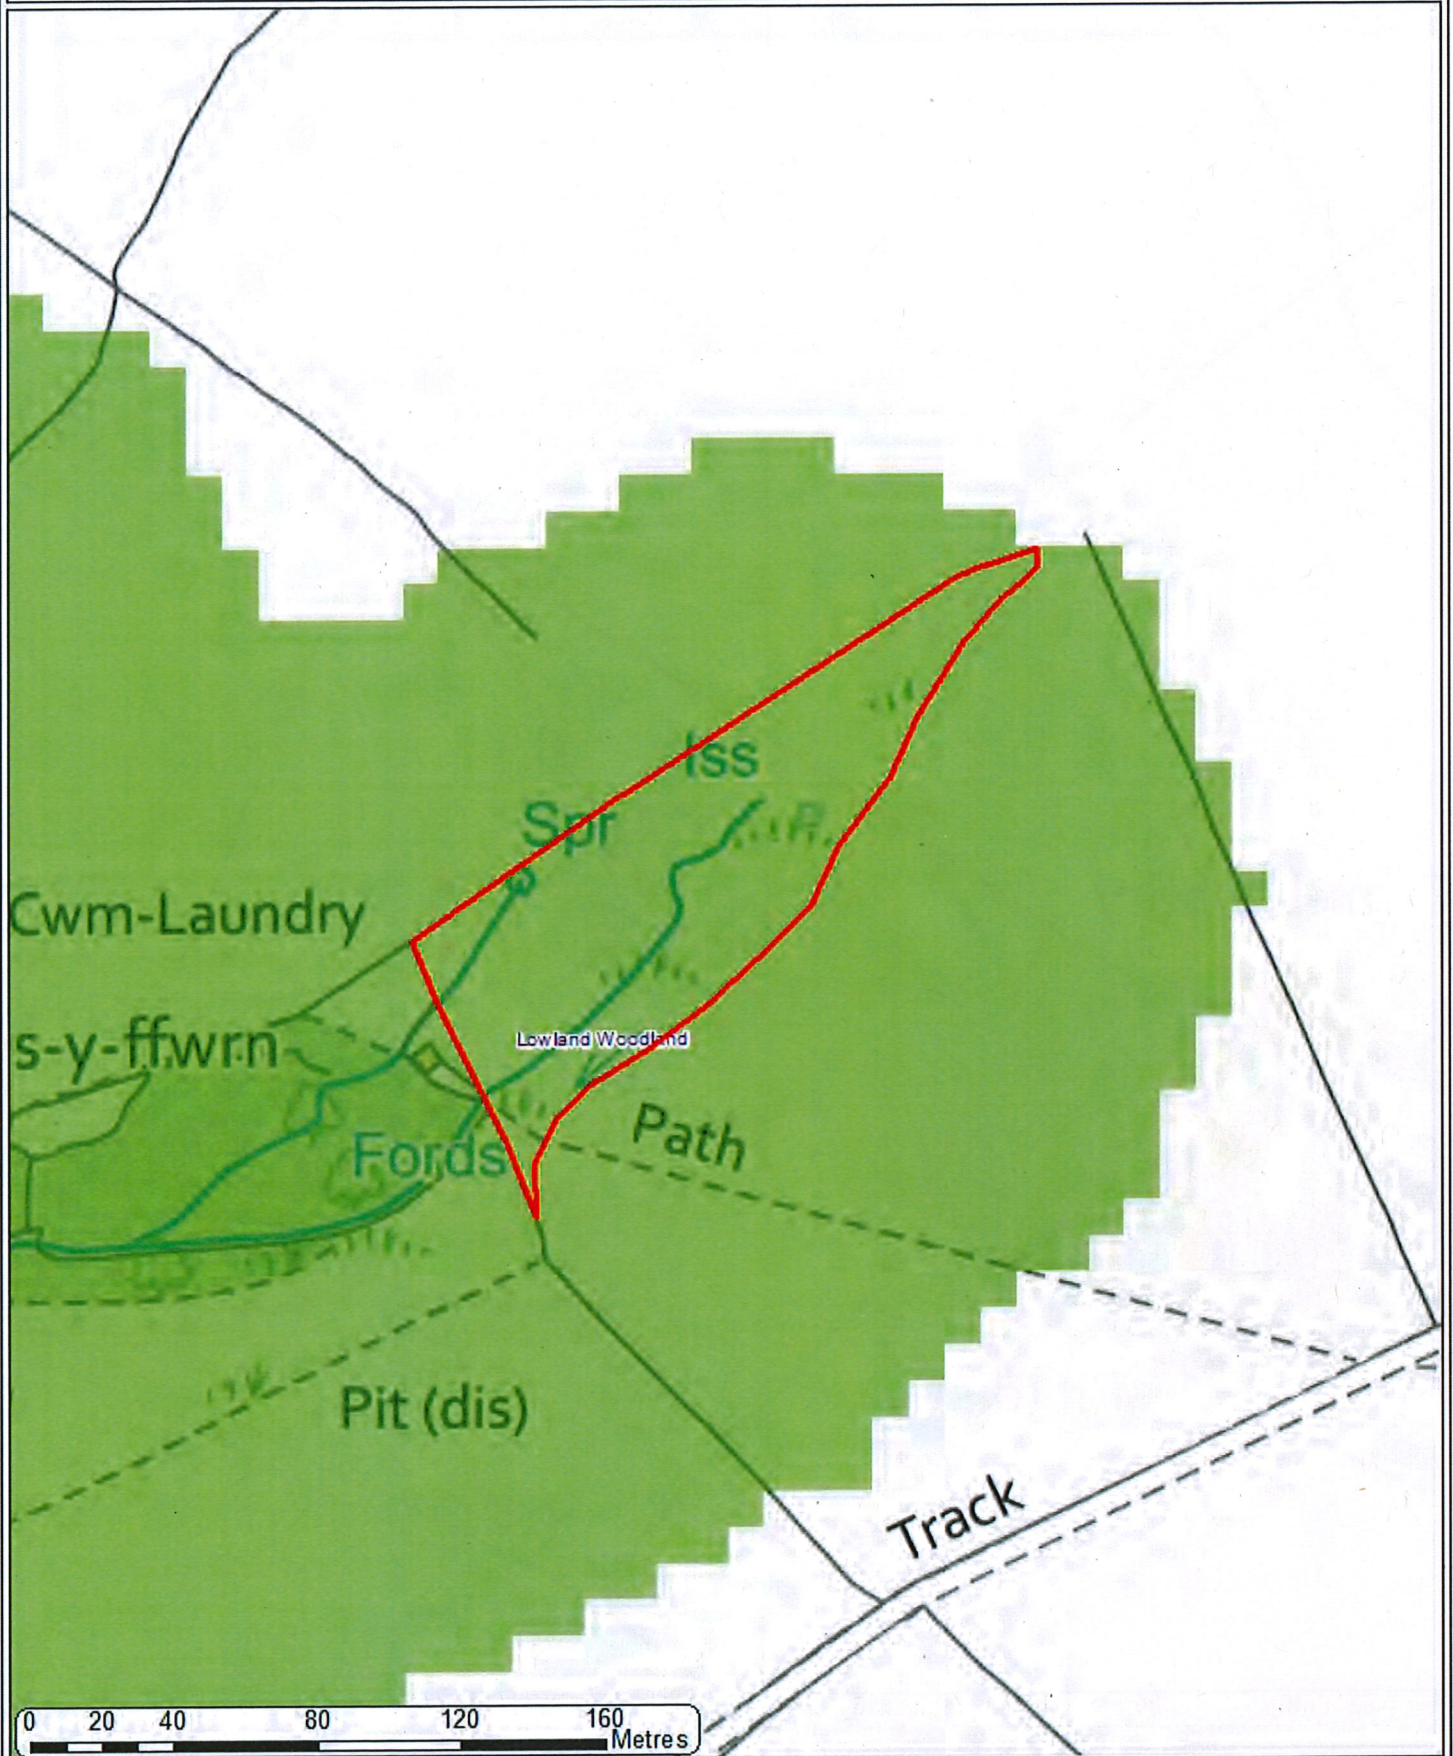 Iss
Spr
Cwm-Laundry
s-y-ffwrn
Lowland Woodland
Path
Fords
Pit (dis)
Track
0 20 40 80 120 160
Metres